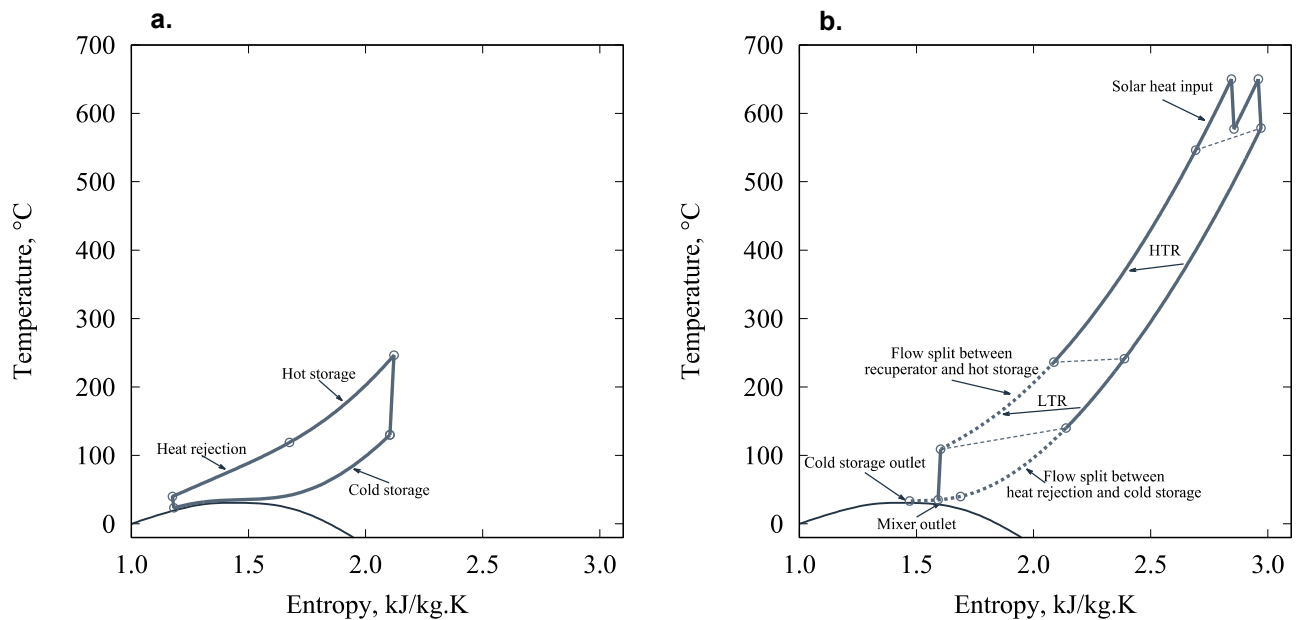 a.
700
600
500
400
300
200
100
0
Temperature, °C
Hot storage
Heat rejection
Cold storage
1.0
1.5
2.0
2.5
3.0
Entropy, kJ/kg.K
b.
700
600
500
400
300
200
100
0
Temperature, °C
Solar heat input
HTR
Flow split between
recuperator and hot storage
LTR
Cold storage outlet
Flow split between
heat rejection and cold storage
Mixer outlet
1.0
1.5
2.0
2.5
3.0
Entropy, kJ/kg.K